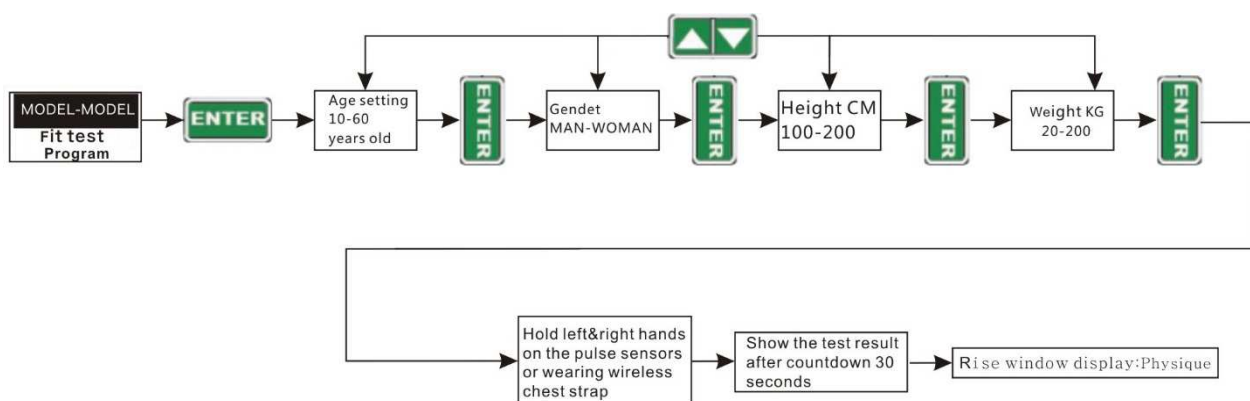 MODEL-MODEL
Fit test
Program
ENTER
Age setting
10-60
years old
ENTER
Gendet
MAN-WOMAN
ENTER
Height CM
100-200
ENTER
Weight KG
20-200
ENTER
Hold left&right hands
on the pulse sensors
or wearing wireless
chest strap
Show the test result
after countdown 30
seconds
Rise window display:Physique